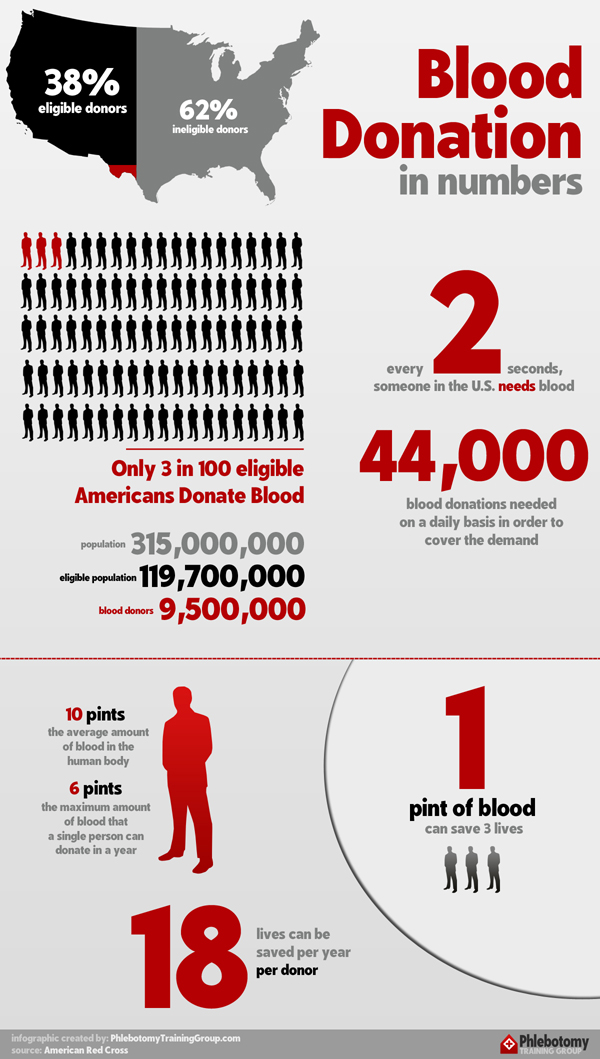 38%
eligible donors
62%
ineligible donors
Blood
Donation
in numbers
Only 3 in 100 eligible
Americans Donate Blood
population 315,000,000
eligible population 119,700,000
blood donors 9,500,000
every 2 seconds,
someone in the U.S. needs blood
44,000
blood donations needed
on a daily basis in order to
cover the demand
10 pints
the average amount
of blood in the
human body
6 pints
the maximum amount
of blood that
a single person can
donate in a year
1
pint of blood
can save 3 lives
18
lives can be
saved per year
per donor
infographic created by: PhlebotomyTrainingGroup.com
source: American Red Cross
Phlebotomy
TRAINING GROUP